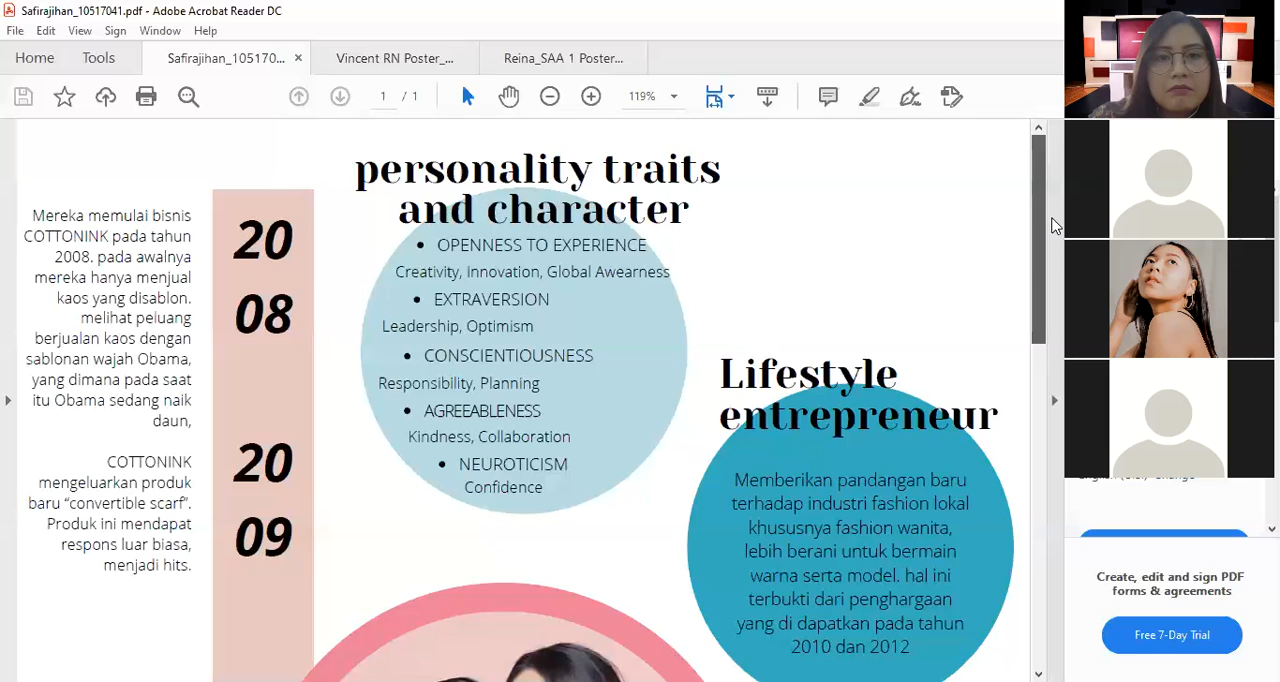 Safirajihan_10517041.pdf - Adobe Acrobat Reader DC
File Edit View Window Sign Help
Home Tools Safirajihan_105170... × Vincent RN Poster_... Reina_SAA 1 Poster...
1 / 1 119%
personality traits
and character
OPENNESS TO EXPERIENCE
Creativity, Innovation, Global Awearness
EXTRAVERSION
Leadership, Optimism
CONSCIENTIOUSNESS
Responsibility, Planning
AGREEABLENESS
Kindness, Collaboration
NEUROTICISM
Confidence
Mereka memulai bisnis
COTTONINK pada tahun
2008. pada awalnya
mereka hanya menjual
kaos yang disablon.
melihat peluang
berjualan kaos dengan
sablonan wajah Obama,
yang dimana pada saat
itu Obama sedang naik
daun,
20
08
COTTONINK
mengeluarkan produk
baru “convertible scarf”.
Produk ini mendapat
respons luar biasa,
menjadi hits.
20
09
Lifestyle
entrepreneur
Memberikan pandangan baru
terhadap industri fashion lokal
khususnya fashion wanita,
lebih berani untuk bermain
warna serta model. hal ini
terbukti dari penghargaan
yang di dapatkan pada tahun
2010 dan 2012
Create, edit and sign PDF
forms & agreements
Free 7-Day Trial